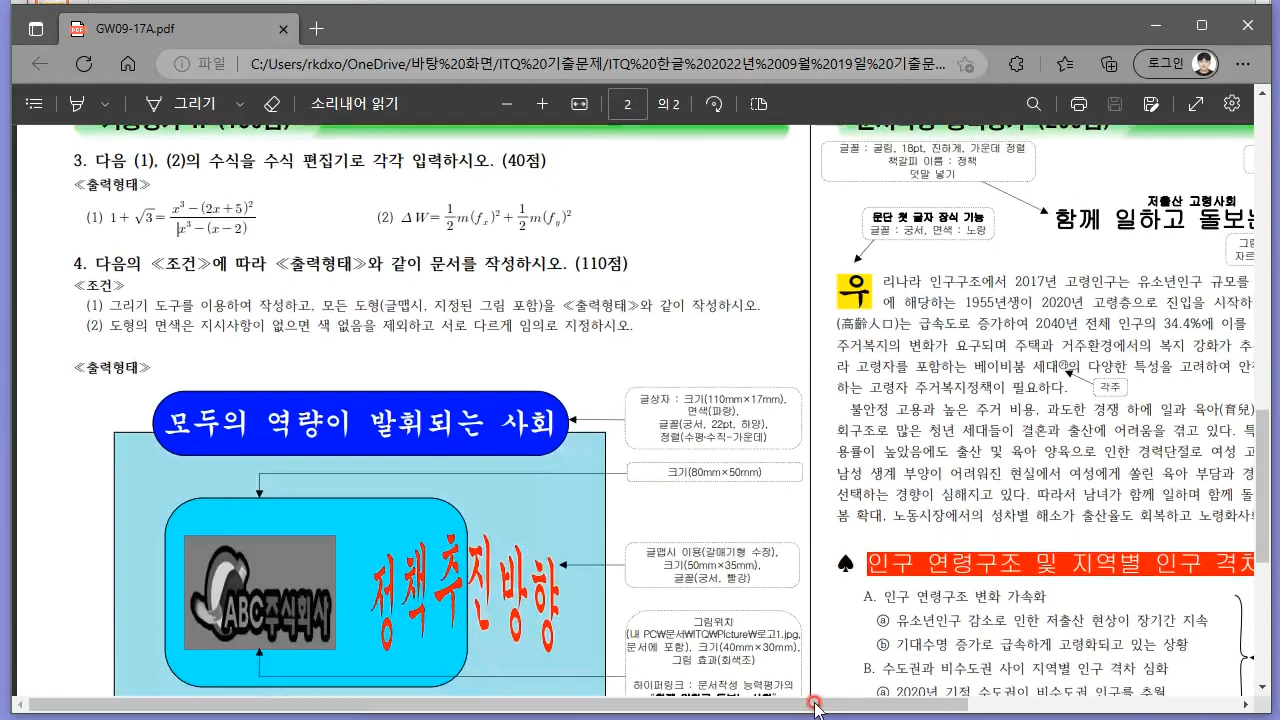 GW09-17A.pdf
파일
C:/Users/rkdxo/OneDrive/바탕%20화면/ITQ%20기출문제/ITQ%20한글%202022년%2009월%2019일%20기출문...
로그인
그리기
소리내어 읽기
2
의 2
3. 다음 (1), (2)의 수식을 수식 편집기로 각각 입력하시오. (40점)
≪출력형태≫
(1) 1+√3 = (x³-(2x+5)²)/(x³-(x-2))
(2) ΔW = 1/2 m(f_x)² + 1/2 m(f_y)²
4. 다음의 ≪조건≫에 따라 ≪출력형태≫와 같이 문서를 작성하시오. (110점)
≪조건≫
(1) 그리기 도구를 이용하여 작성하고, 모든 도형(글맵시, 지정된 그림 포함)을 ≪출력형태≫와 같이 작성하시오.
(2) 도형의 면색은 지시사항이 없으면 색 없음을 제외하고 서로 다르게 임의로 지정하시오.
≪출력형태≫
모두의 역량이 발휘되는 사회
글상자 : 크기(110mm×17mm),
면색(파랑),
글꼴(궁서, 22pt, 하양),
정렬(수평·수직-가운데)
크기(80mm×50mm)
ABC주식회사
정책추진방향
글맵시 이용(갈매기형 수장),
크기(50mm×35mm),
글꼴(궁서, 빨강)
그림위치
(내 PC₩문서₩ITQ₩Picture₩로고1.jpg,
문서에 포함), 크기(40mm×30mm),
그림 효과(회색조)
하이퍼링크 : 문서작성 능력평가의
글꼴 : 굴림, 18pt, 진하게, 가운데 정렬
책갈피 이름 : 정책
덧말 넣기
문단 첫 글자 장식 기능
글꼴 : 궁서, 면색 : 노랑
저출산 고령사회
함께 일하고 돌보는
우
리나라 인구구조에서 2017년 고령인구는 유소년인구 규모를
에 해당하는 1955년생이 2020년 고령층으로 진입을 시작하
(高齡人口)는 급속도로 증가하여 2040년 전체 인구의 34.4%에 이를
주거복지의 변화가 요구되며 주택과 거주환경에서의 복지 강화가 추
라 고령자를 포함하는 베이비붐 세대㉮의 다양한 특성을 고려하여 안
하는 고령자 주거복지정책이 필요하다.
각주
불안정 고용과 높은 주거 비용, 과도한 경쟁 하에 일과 육아(育兒)
회구조로 많은 청년 세대들이 결혼과 출산에 어려움을 겪고 있다. 특
용률이 높았음에도 출산 및 육아 양육으로 인한 경력단절로 여성 고
남성 생계 부양이 어려워진 현실에서 여성에게 쏠린 육아 부담과 경
선택하는 경향이 심해지고 있다. 따라서 남녀가 함께 일하며 함께 돌
봄 확대, 노동시장에서의 성차별 해소가 출산율도 회복하고 노령화사회
♠ 인구 연령구조 및 지역별 인구 격차
A. 인구 연령구조 변화 가속화
ⓐ 유소년인구 감소로 인한 저출산 현상이 장기간 지속
ⓑ 기대수명 증가로 급속하게 고령화되고 있는 상황
B. 수도권과 비수도권 사이 지역별 인구 격차 심화
ⓐ 2020년 기점 수도권이 비수도권 인구를 추월